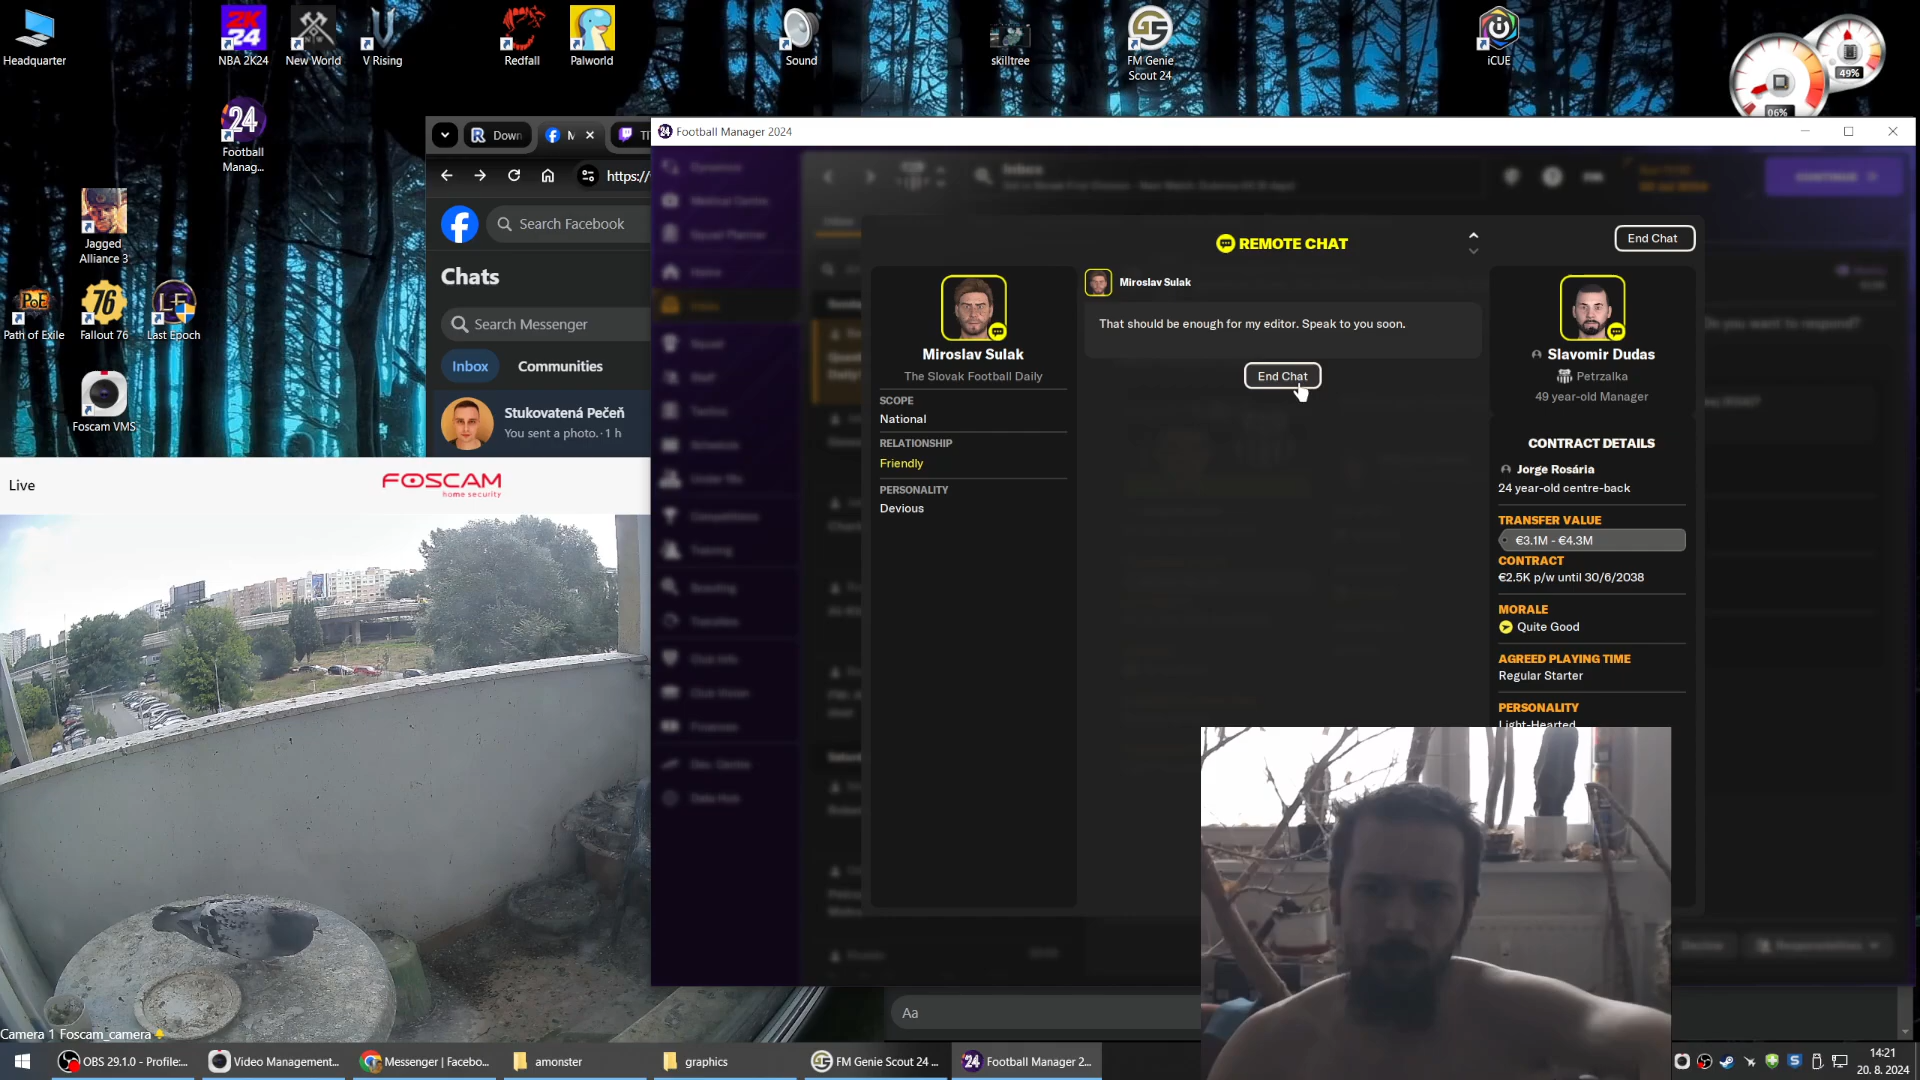 Headquarter
NBA 2K24
New World
V Rising
Redfall
Palworld
Sound
skilltree
FM Genie
Scout 24
iCUE
49%
06%
24
Football
Manag...
Jagged
Alliance 3
Path of Exile
Fallout 76
Last Epoch
Foscam VMS
Down
https://
Search Facebook
Chats
Search Messenger
Inbox
Communities
Stukovatená Pečeň
You sent a photo. · 1 h
Live
FOSCAM
home security
Camera 1 Foscam_camera
Football Manager 2024
REMOTE CHAT
End Chat
Miroslav Sulak
The Slovak Football Daily
SCOPE
National
RELATIONSHIP
Friendly
PERSONALITY
Devious
Miroslav Sulak
That should be enough for my editor. Speak to you soon.
End Chat
Slavomir Dudas
Petrzalka
49 year-old Manager
CONTRACT DETAILS
Jorge Rosária
24 year-old centre-back
TRANSFER VALUE
€3.1M - €4.3M
CONTRACT
€2.5K p/w until 30/6/2038
MORALE
Quite Good
AGREED PLAYING TIME
Regular Starter
PERSONALITY
Light-Hearted
Aa
OBS 29.1.0 - Profile:...
Video Management...
Messenger | Facebo...
amonster
graphics
FM Genie Scout 24 ...
Football Manager 2...
14:21
20. 8. 2024